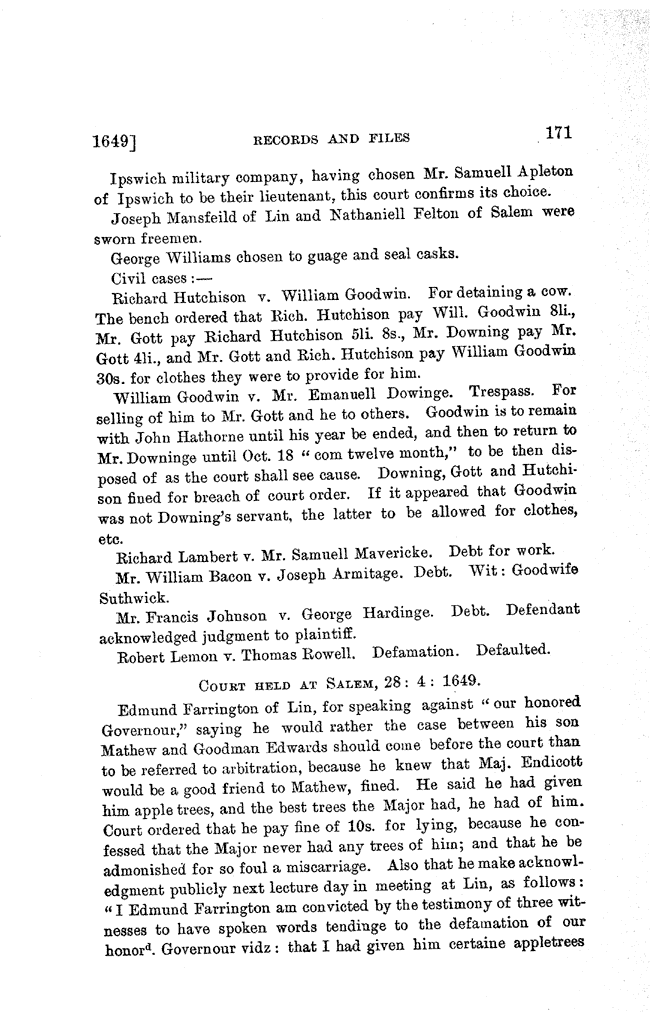 1649] RECORDS AND FILES 171
Ipswich military company, having chosen Mr. Samuell Apleton
of Ipswich to be their lieutenant, this court confirms its choice.
Joseph Mansfeild of Lin and Nathaniell Felton of Salem were
sworn freemen.
George Williams chosen to guage and seal casks.
Civil cases :—
Richard Hutchison v. William Goodwin. For detaining a cow.
The bench ordered that Rich. Hutchison pay Will. Goodwin 8li.,
Mr. Gott pay Richard Hutchison 5li. 8s., Mr. Downing pay Mr.
Gott 4li., and Mr. Gott and Rich. Hutchison pay William Goodwin
30s. for clothes they were to provide for him.
William Goodwin v. Mr. Emanuell Dowinge. Trespass. For
selling of him to Mr. Gott and he to others. Goodwin is to remain
with John Hathorne until his year be ended, and then to return to
Mr. Downinge until Oct. 18 “ com twelve month,” to be then dis-
posed of as the court shall see cause. Downing, Gott and Hutchi-
son fined for breach of court order. If it appeared that Goodwin
was not Downing’s servant, the latter to be allowed for clothes,
etc.
Richard Lambert v. Mr. Samuell Mavericke. Debt for work.
Mr. William Bacon v. Joseph Armitage. Debt. Wit: Goodwife
Suthwick.
Mr. Francis Johnson v. George Hardinge. Debt. Defendant
acknowledged judgment to plaintiff.
Robert Lemon v. Thomas Rowell. Defamation. Defaulted.
COURT HELD AT SALEM, 28: 4: 1649.
Edmund Farrington of Lin, for speaking against “ our honored
Governour,” saying he would rather the case between his son
Mathew and Goodman Edwards should come before the court than
to be referred to arbitration, because he knew that Maj. Endicott
would be a good friend to Mathew, fined. He said he had given
him apple trees, and the best trees the Major had, he had of him.
Court ordered that he pay fine of 10s. for lying, because he con-
fessed that the Major never had any trees of him; and that he be
admonished for so foul a miscarriage. Also that he make acknowl-
edgment publicly next lecture day in meeting at Lin, as follows:
“ I Edmund Farrington am convicted by the testimony of three wit-
nesses to have spoken words tendinge to the defamation of our
honorᵈ. Governour vidz: that I had given him certaine appletrees